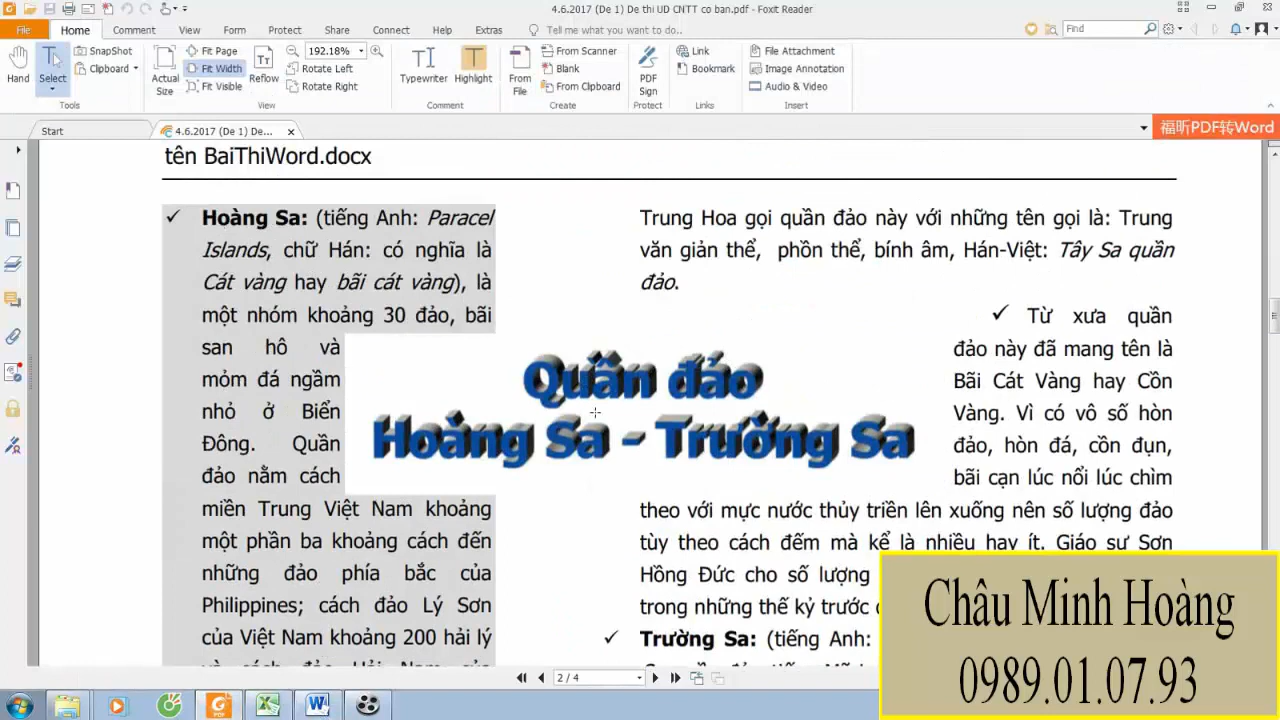 4.6.2017 (De 1) De thi UD CNTT co ban.pdf - Foxit Reader
File Home Comment View Form Protect Share Connect Help Extras Tell me what you want to do.. Find
Hand
Select
SnapShot
Clipboard
Tools
Actual Size
Fit Page
Fit Width
Fit Visible
Reflow
192.18%
Rotate Left
Rotate Right
View
Typewriter
Highlight
Comment
From File
From Scanner
Blank
From Clipboard
Create
PDF Sign
Protect
Link
Bookmark
Links
File Attachment
Image Annotation
Audio & Video
Insert
Start
4.6.2017 (De 1) De...
福昕PDF转Word
tên BaiThiWord.docx
✓ Hoàng Sa: (tiếng Anh: Paracel
Islands, chữ Hán: có nghĩa là
Cát vàng hay bãi cát vàng), là
một nhóm khoảng 30 đảo, bãi
san hô và
mỏm đá ngầm
nhỏ ở Biển
Đông. Quần
đảo nằm cách
miền Trung Việt Nam khoảng
một phần ba khoảng cách đến
những đảo phía bắc của
Philippines; cách đảo Lý Sơn
của Việt Nam khoảng 200 hải lý
Quần đảo
Hoàng Sa - Trường Sa
Trung Hoa gọi quần đảo này với những tên gọi là: Trung
văn giản thể, phồn thể, bính âm, Hán-Việt: Tây Sa quần
đảo.
✓ Từ xưa quần
đảo này đã mang tên là
Bãi Cát Vàng hay Cồn
Vàng. Vì có vô số hòn
đảo, hòn đá, cồn đụn,
bãi cạn lúc nổi lúc chìm
theo với mực nước thủy triền lên xuống nên số lượng đảo
tùy theo cách đếm mà kể là nhiều hay ít. Giáo sư Sơn
Hồng Đức cho số lượng
trong những thế kỷ trước
✓ Trường Sa: (tiếng Anh:
2 / 4
Châu Minh Hoàng
0989.01.07.93